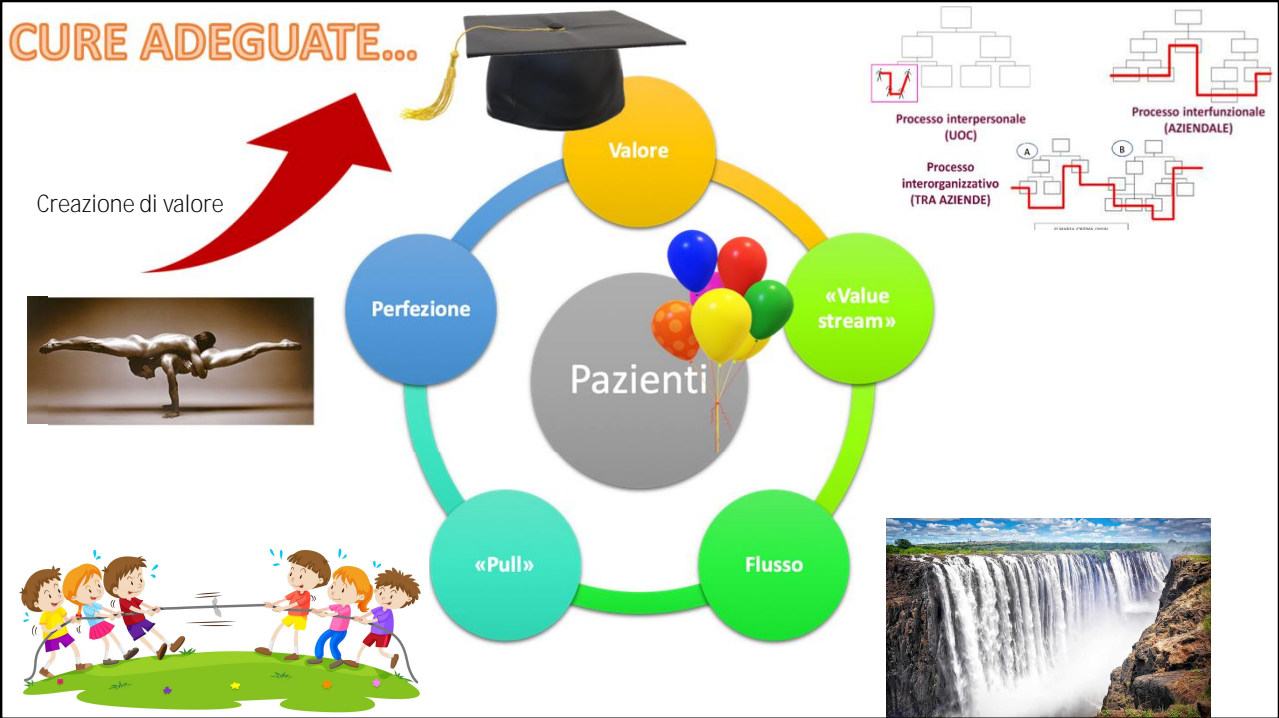 CURE ADEGUATE...
Creazione di valore
Valore
«Value
stream»
Flusso
«Pull»
Perfezione
Pazienti
Processo interpersonale
(UOC)
Processo interfunzionale
(AZIENDALE)
Processo
interorganizzativo
(TRA AZIENDE)
A
B